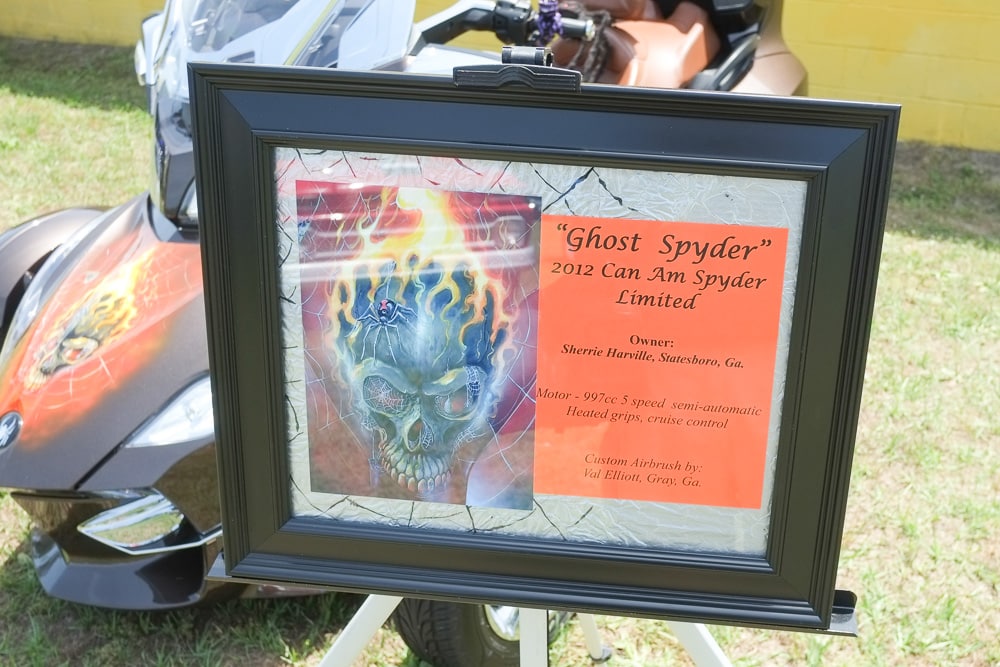 “Ghost Spyder”
2012 Can Am Spyder
Limited
Owner:
Sherrie Harville, Statesboro, Ga.
Motor - 997cc 5 speed semi-automatic
Heated grips, cruise control
Custom Airbrush by:
Val Elliott, Gray, Ga.